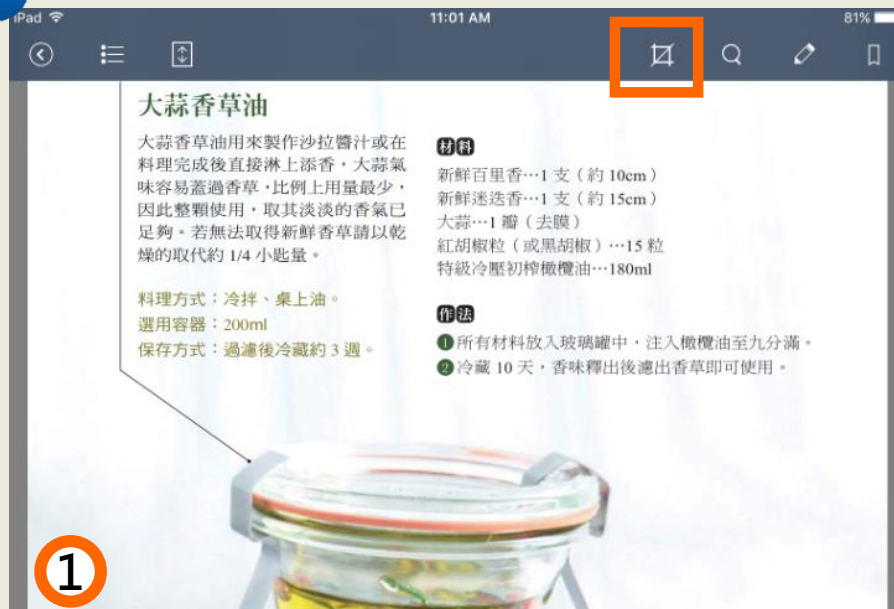 iPad
11:01 AM
81%
大蒜香草油
大蒜香草油用來製作沙拉醬汁或在
料理完成後直接淋上添香，大蒜氣
味容易蓋過香草，比例上用量最少，
因此整顆使用，取其淡淡的香氣已
足夠。若無法取得新鮮香草請以乾
燥的取代約 1/4 小匙量。
料理方式：冷拌、桌上油。
選用容器：200ml
保存方式：過濾後冷藏約 3 週。
材料
新鮮百里香…1 支（約 10cm）
新鮮迷迭香…1 支（約 15cm）
大蒜…1 瓣（去膜）
紅胡椒粒（或黑胡椒）…15 粒
特級冷壓初榨橄欖油…180ml
作法
❶所有材料放入玻璃罐中，注入橄欖油至九分滿。
❷冷藏 10 天，香味釋出後濾出香草即可使用。
1